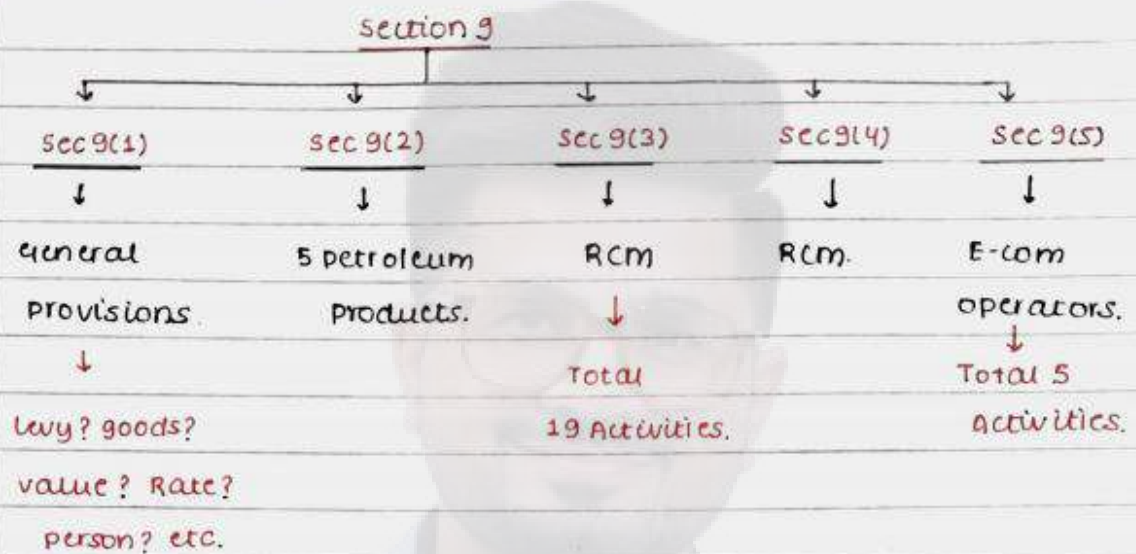 Section 9
Sec 9(1) Sec 9(2) Sec 9(3) Sec 9(4) Sec 9(5)
General 5 petroleum RCM RCM. E-com
provisions. products. operators.
Total Total 5
Levy? goods? 19 Activities. Activities.
value? Rate?
person? etc.